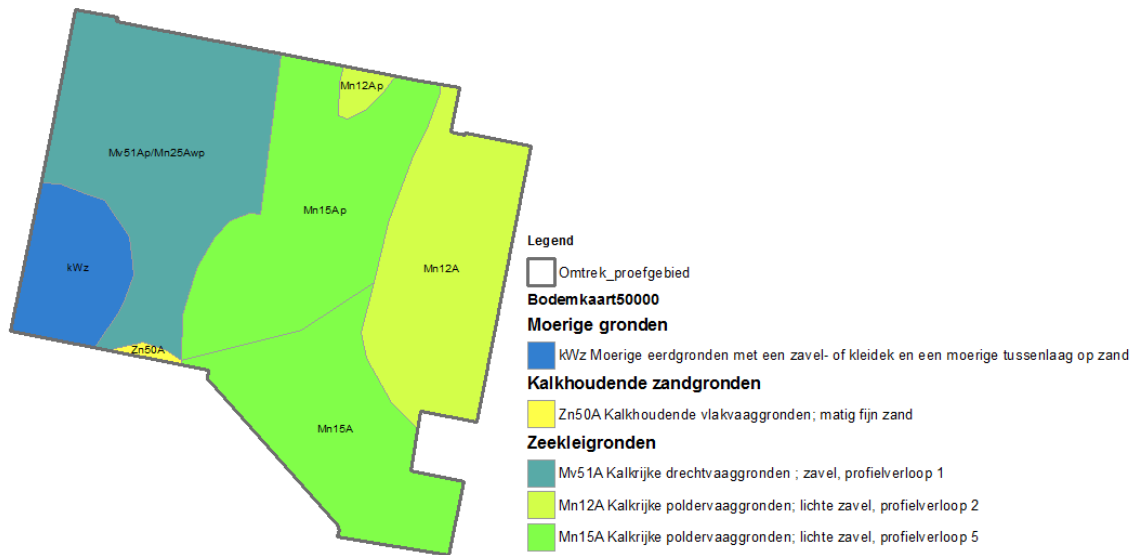 Mn12Ap
Mv51Ap/Mn25Awp
Mn15Ap
kWz
Mn12A
Zn50A
Mn15A
Legend
Omtrek_proefgebied
Bodemkaart50000
Moerige gronden
kWz Moerige eerdgronden met een zavel- of kleidek en een moerige tussenlaag op zand
Kalkhoudende zandgronden
Zn50A Kalkhoudende vlakvaaggronden; matig fijn zand
Zeekleigronden
Mv51A Kalkrijke drechtvaaggronden ; zavel, profielverloop 1
Mn12A Kalkrijke poldervaaggronden; lichte zavel, profielverloop 2
Mn15A Kalkrijke poldervaaggronden; lichte zavel, profielverloop 5